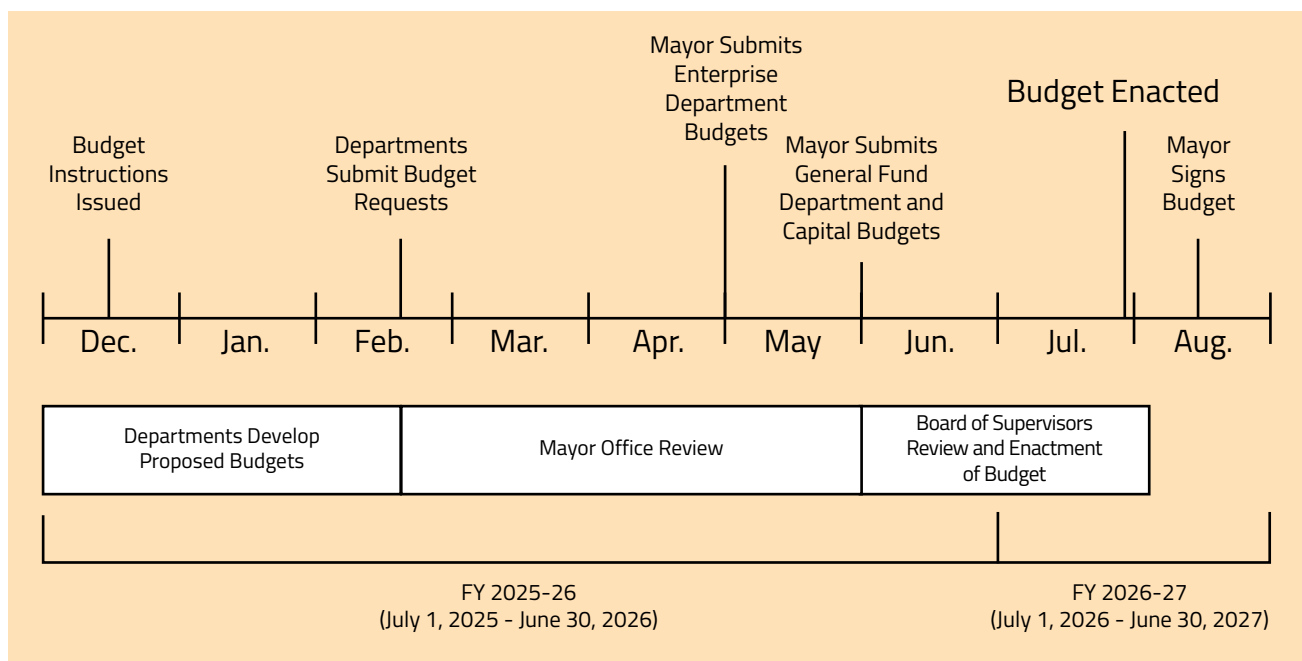 Mayor Submits
Enterprise
Department
Budgets
Budget Enacted
Budget
Instructions
Issued
Departments
Submit Budget
Requests
Mayor Submits
General Fund
Department and
Capital Budgets
Mayor
Signs
Budget
Dec. Jan. Feb. Mar. Apr. May Jun. Jul. Aug.
Departments Develop
Proposed Budgets
Mayor Office Review
Board of Supervisors
Review and Enactment
of Budget
FY 2025-26
(July 1, 2025 - June 30, 2026)
FY 2026-27
(July 1, 2026 - June 30, 2027)